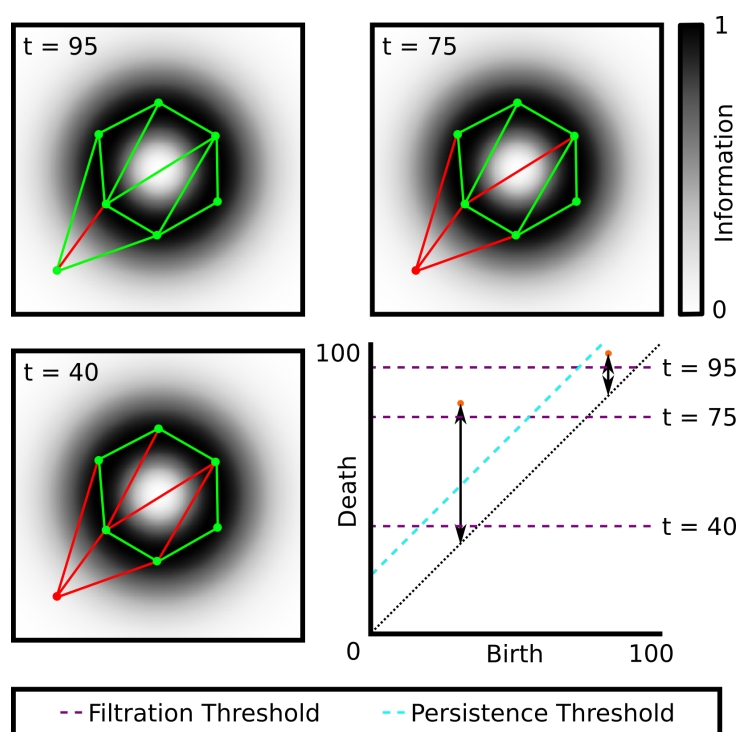 t = 95
t = 75
1
Information
0
t = 40
100
t = 95
t = 75
Death
t = 40
0
Birth
100
Filtration Threshold
Persistence Threshold